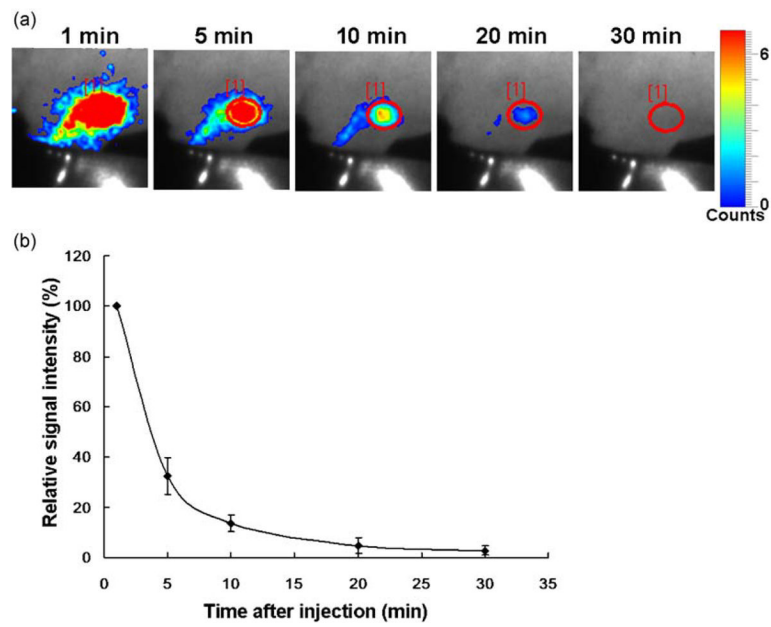 (a)
1 min 5 min 10 min 20 min 30 min
[1] [1] [1] [1] [1]
6
0
Counts
(b)
120
100
80
60
40
20
0
Relative signal intensity (%)
0 5 10 15 20 25 30 35
Time after injection (min)